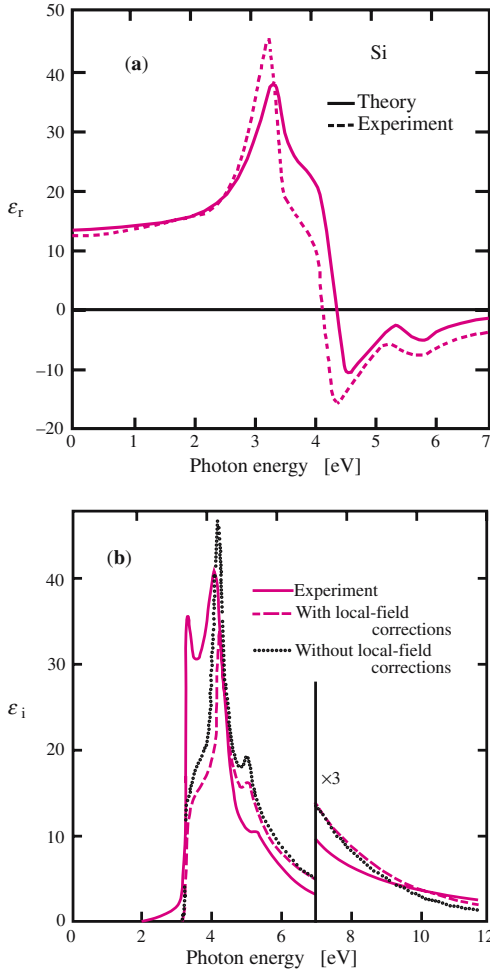 50
(a)
Si
40
Theory
Experiment
30
20
εr
10
0
−10
−20
0 1 2 3 4 5 6 7
Photon energy [eV]
(b)
40
Experiment
With local-field
corrections
Without local-field
corrections
30
εi
20
×3
10
0
2 4 6 8 10 12
Photon energy [eV]